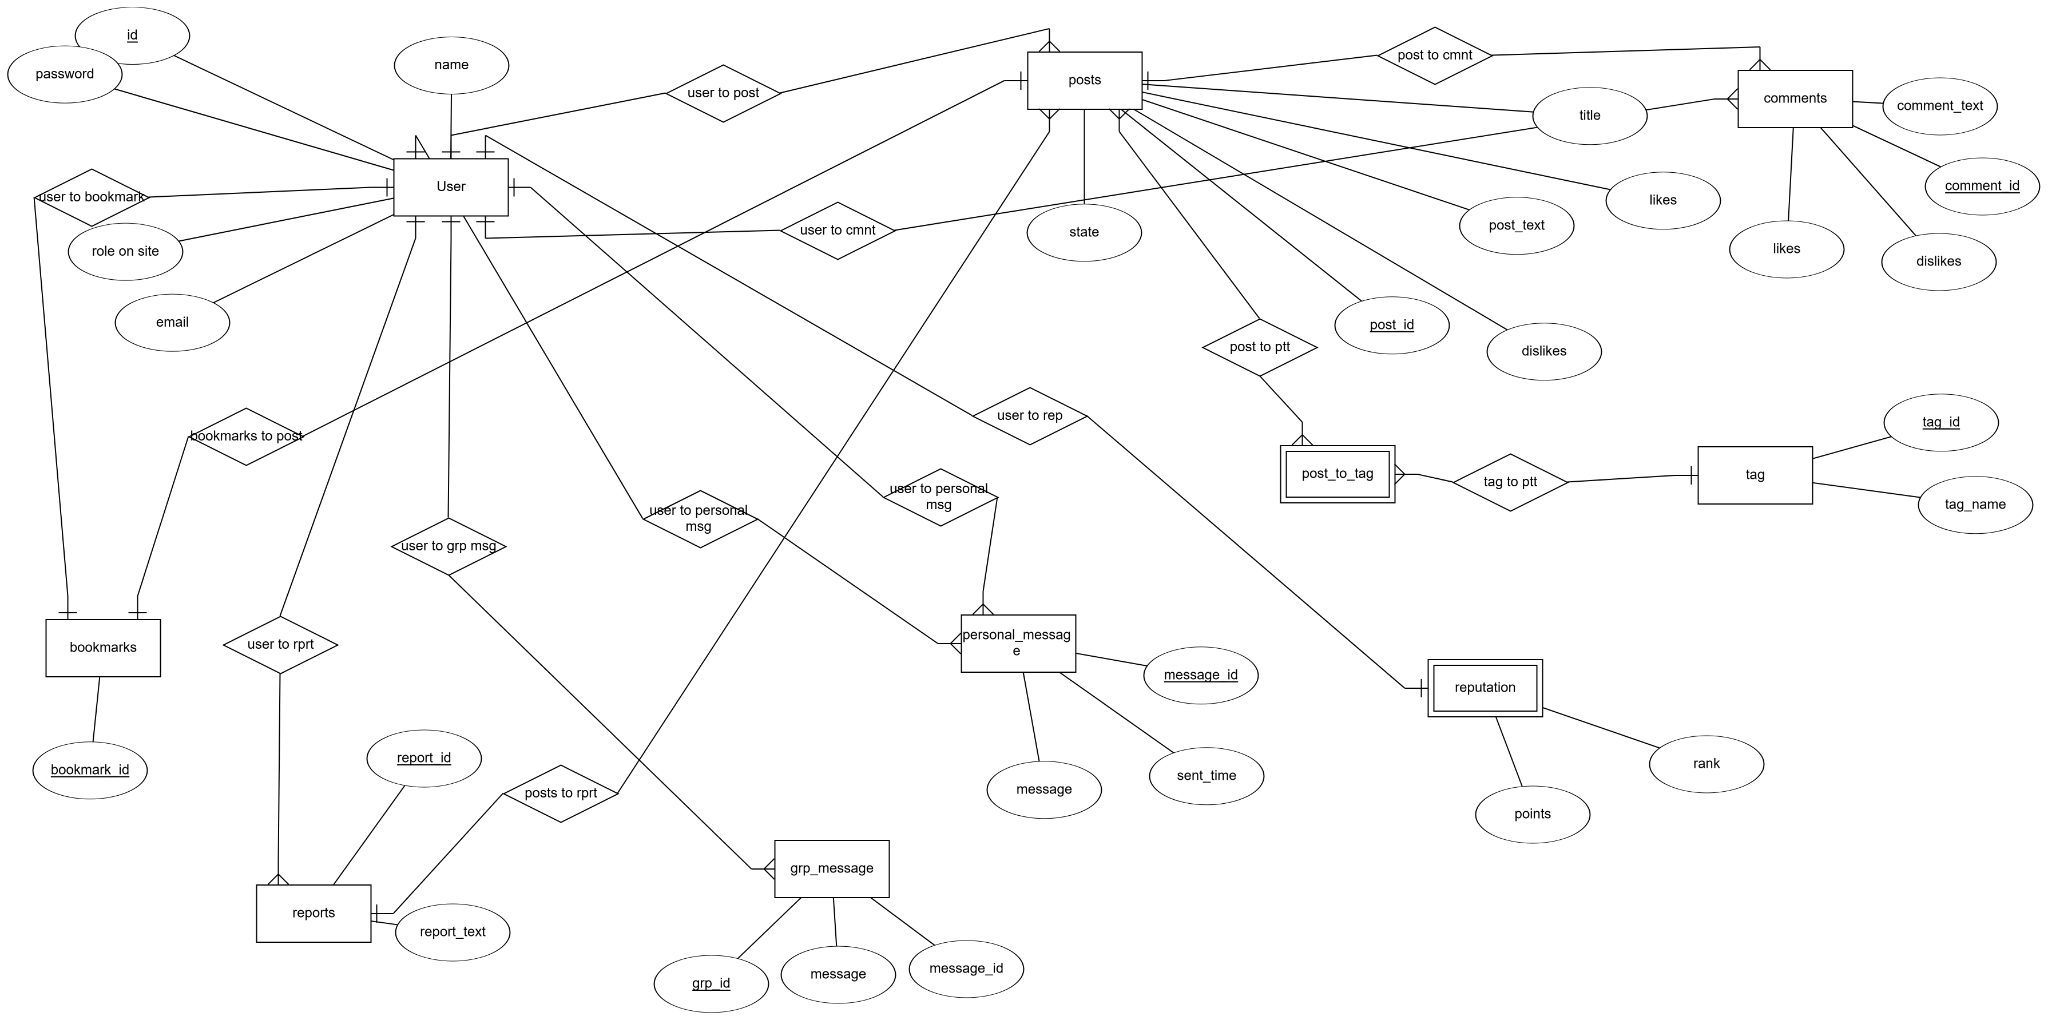 id
password
name
posts
post to cmnt
user to post
comments
comment_text
title
User
comment_id
user to bookmark
likes
post_text
state
user to cmnt
role on site
likes
dislikes
email
post_id
post to ptt
dislikes
user to rep
tag_id
bookmarks to post
post_to_tag
tag to ptt
tag
tag_name
user to personal
msg
user to personal
msg
user to grp msg
bookmarks
user to rprt
personal_messag
e
message_id
reputation
report_id
bookmark_id
posts to rprt
message
sent_time
rank
points
grp_message
reports
report_text
grp_id
message
message_id